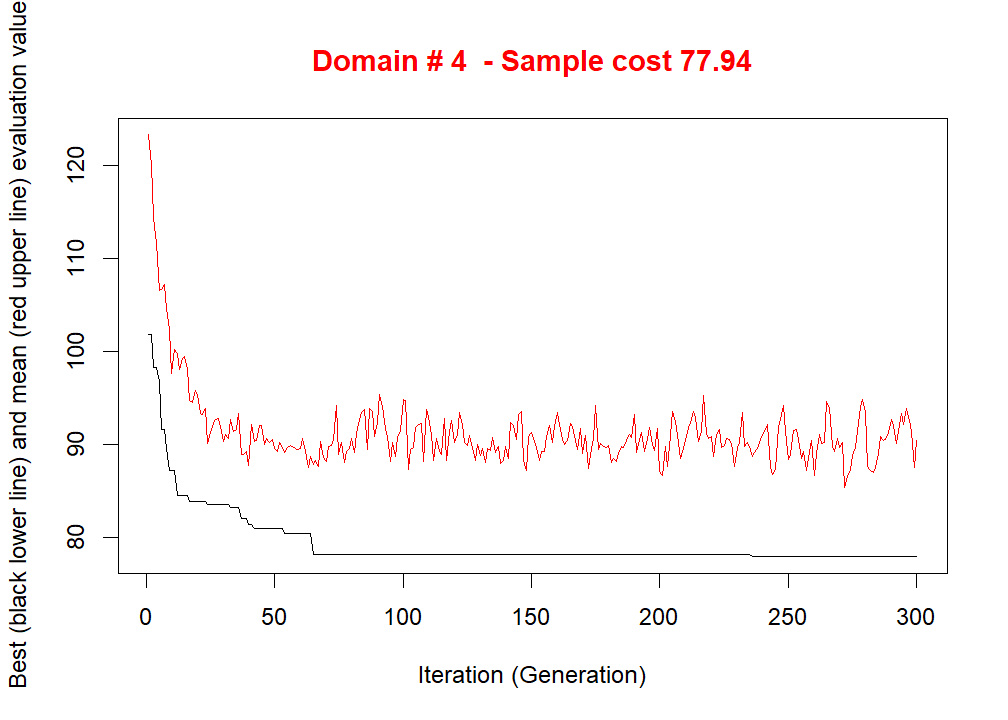 Domain # 4  - Sample cost 77.94
Best (black lower line) and mean (red upper line) evaluation value
120
110
100
90
80
0 50 100 150 200 250 300
Iteration (Generation)